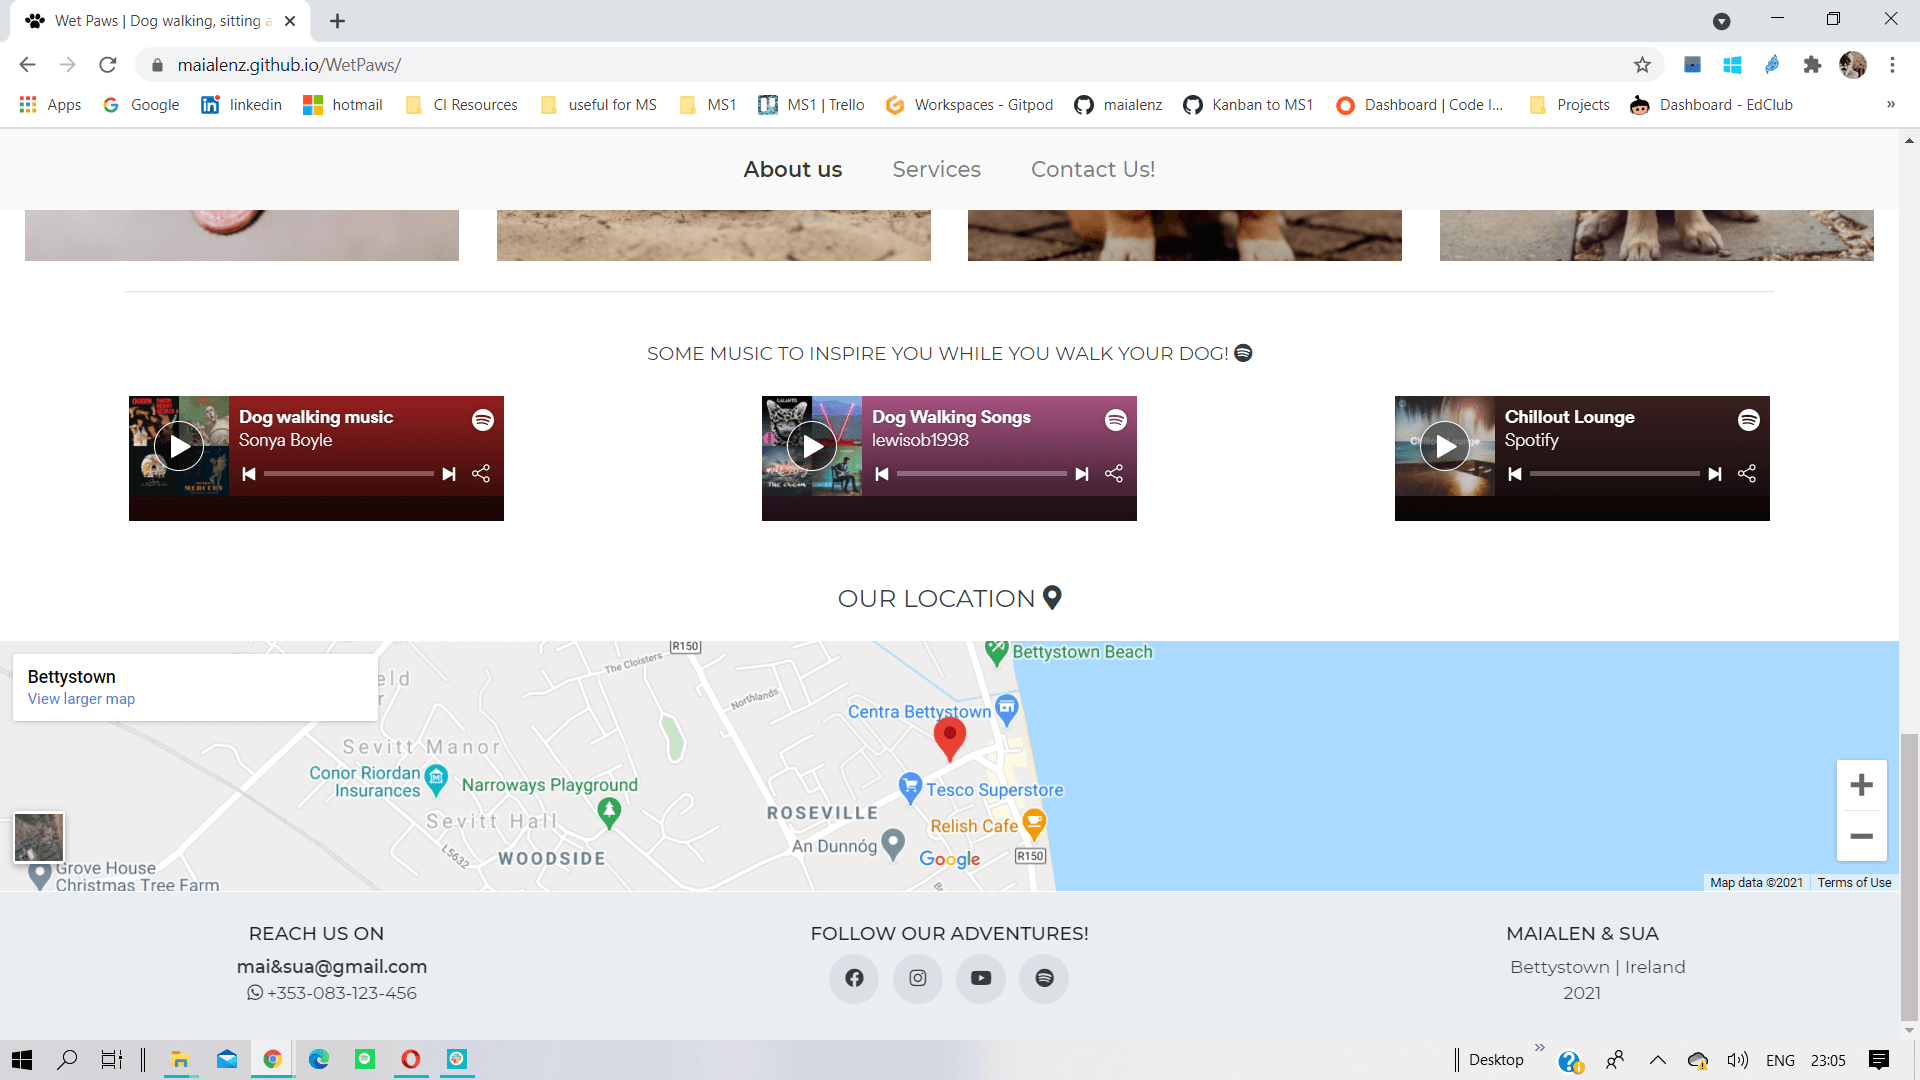 Wet Paws | Dog walking, sitting a
maialenz.github.io/WetPaws/
Apps Google linkedin hotmail CI Resources useful for MS MS1 MS1 | Trello Workspaces - Gitpod maialenz Kanban to MS1 Dashboard | Code I... Projects Dashboard - EdClub »
About us Services Contact Us!
SOME MUSIC TO INSPIRE YOU WHILE YOU WALK YOUR DOG!
Dog walking music
Sonya Boyle
Dog Walking Songs
lewisob1998
Chillout Lounge
Spotify
OUR LOCATION
Bettystown
View larger map
R150
The Cloisters
Bettystown Beach
Northlands
Centra Bettystown
Sevitt Manor
Conor Riordan
Insurances
Narroways Playground
Tesco Superstore
ROSEVILLE
Sevitt Hall
Relish Cafe
An Dunnóg
L5632
WOODSIDE
Google
R150
Grove House
Christmas Tree Farm
Map data ©2021 Terms of Use
REACH US ON
mai&sua@gmail.com
+353-083-123-456
FOLLOW OUR ADVENTURES!
MAIALEN & SUA
Bettystown | Ireland
2021
Desktop » ENG 23:05